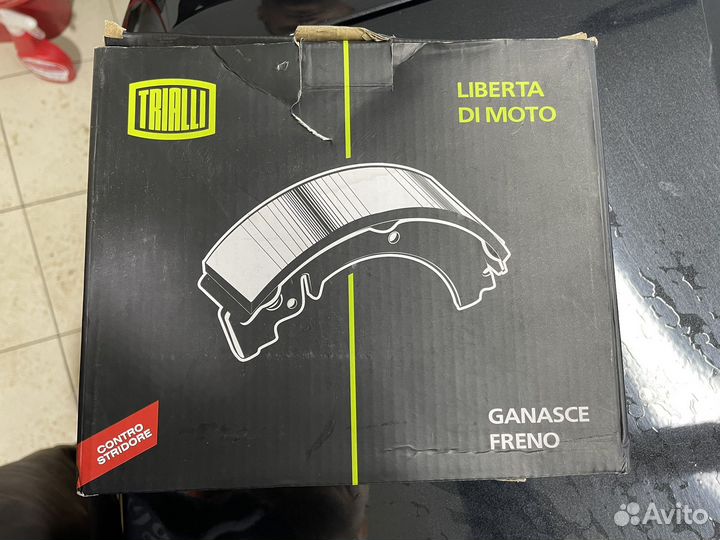 TRIALLI
LIBERTA
DI MOTO
CONTRO
STRIDORE
GANASCE
FRENO
Avito